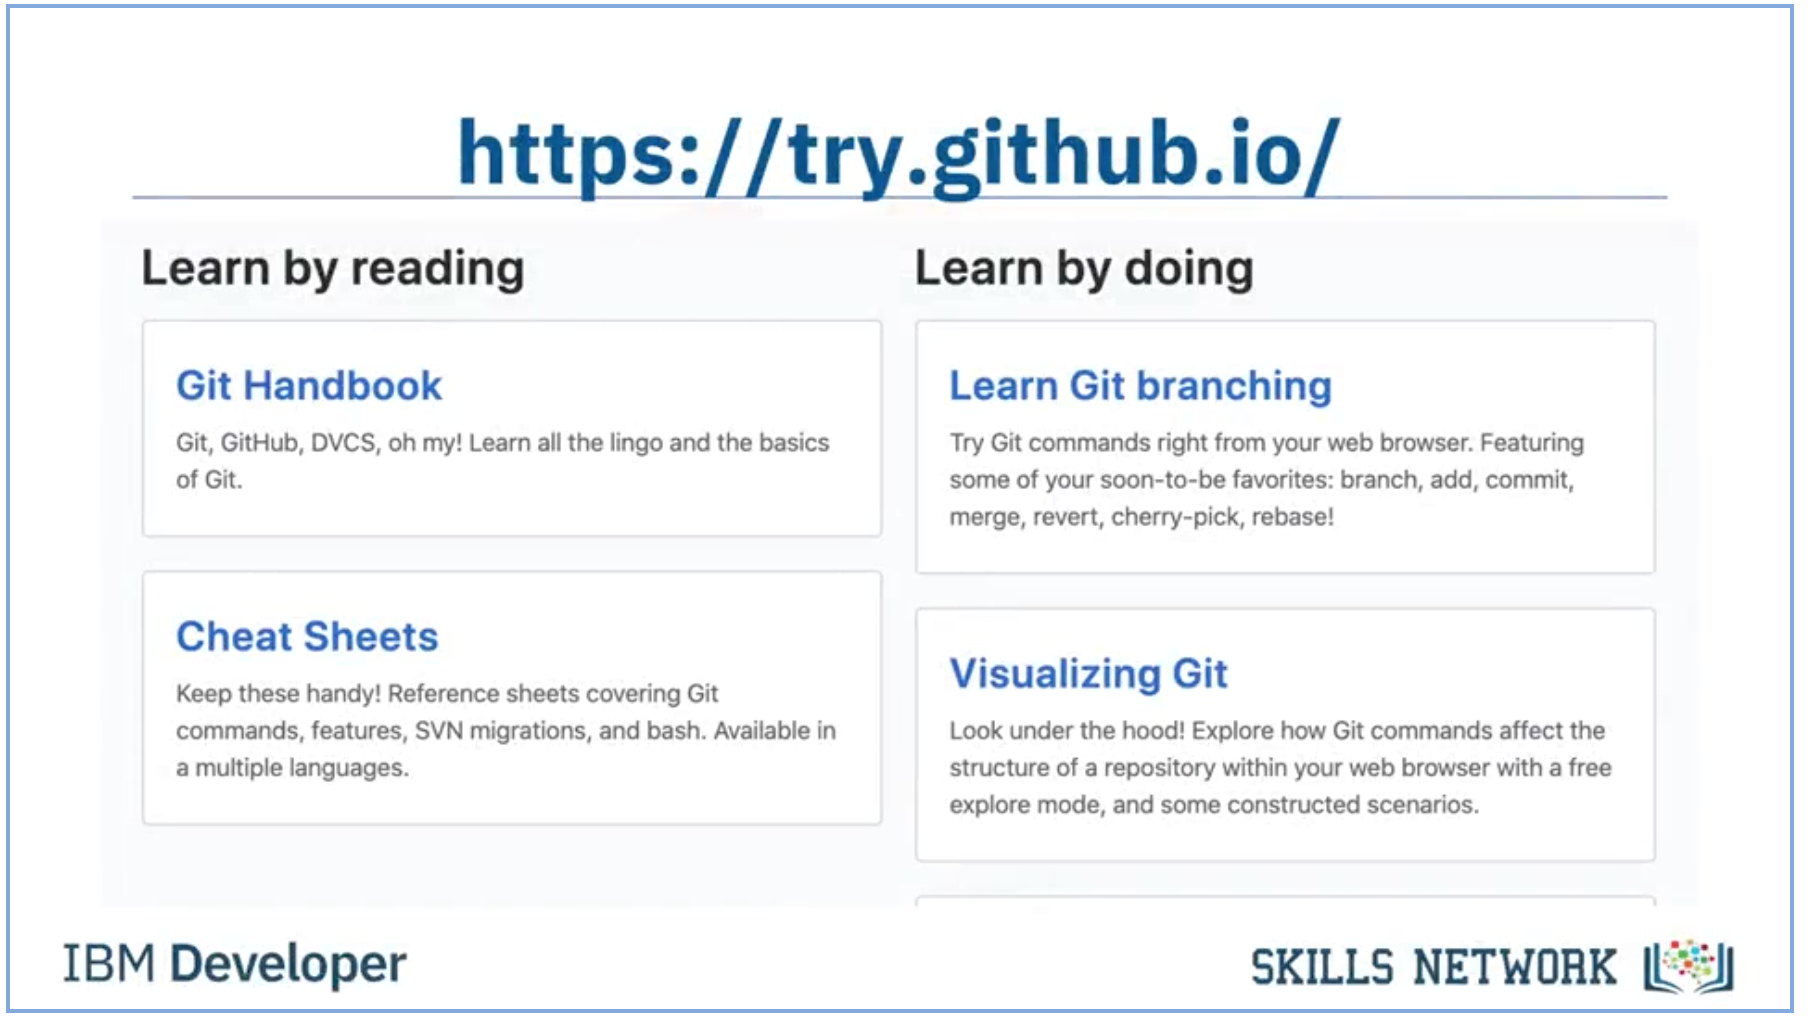 https://try.github.io/
Learn by reading
Git Handbook
Git, GitHub, DVCS, oh my! Learn all the lingo and the basics
of Git.
Cheat Sheets
Keep these handy! Reference sheets covering Git
commands, features, SVN migrations, and bash. Available in
a multiple languages.
Learn by doing
Learn Git branching
Try Git commands right from your web browser. Featuring
some of your soon-to-be favorites: branch, add, commit,
merge, revert, cherry-pick, rebase!
Visualizing Git
Look under the hood! Explore how Git commands affect the
structure of a repository within your web browser with a free
explore mode, and some constructed scenarios.
IBM Developer
SKILLS NETWORK